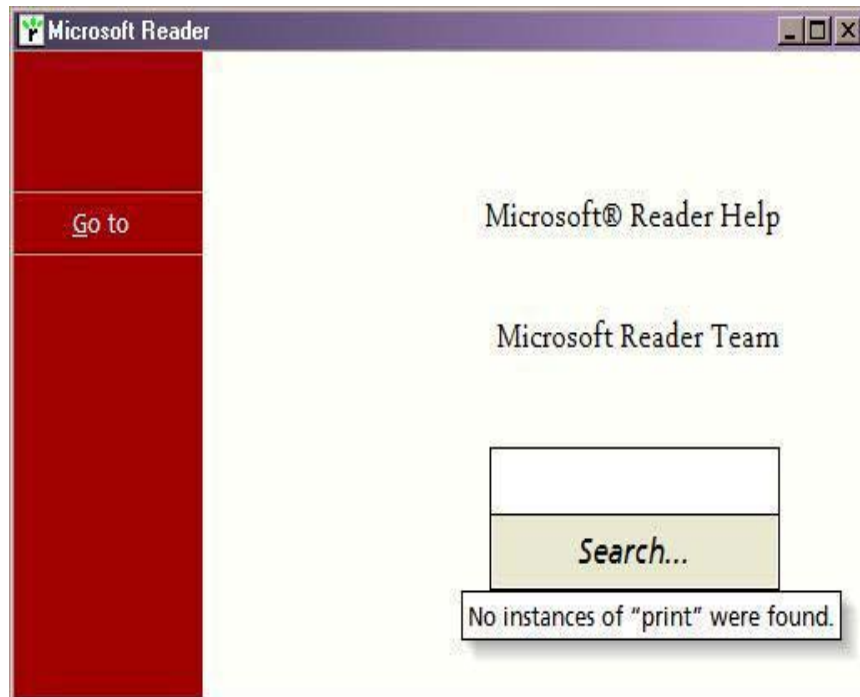 Microsoft Reader
Go to
Microsoft® Reader Help
Microsoft Reader Team
Search...
No instances of “print” were found.